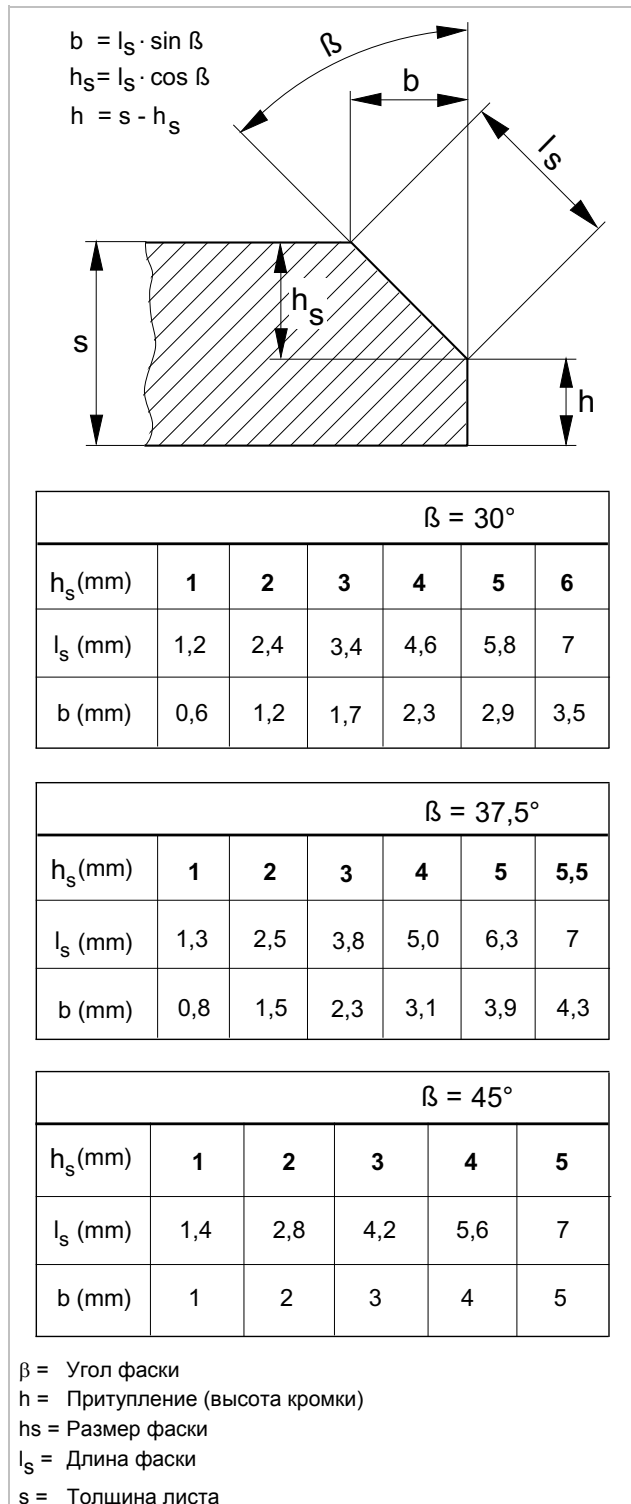 b = lS · sin ß
hS = lS · cos ß
h = s - hS
ß
b
lS
hS
s
h
ß = 30°
hs(mm) 1 2 3 4 5 6
ls (mm) 1,2 2,4 3,4 4,6 5,8 7
b (mm) 0,6 1,2 1,7 2,3 2,9 3,5
ß = 37,5°
hs(mm) 1 2 3 4 5 5,5
ls (mm) 1,3 2,5 3,8 5,0 6,3 7
b (mm) 0,8 1,5 2,3 3,1 3,9 4,3
ß = 45°
hs(mm) 1 2 3 4 5
ls (mm) 1,4 2,8 4,2 5,6 7
b (mm) 1 2 3 4 5
β = Угол фаски
h = Притупление (высота кромки)
hs = Размер фаски
lS = Длина фаски
s = Толщина листа